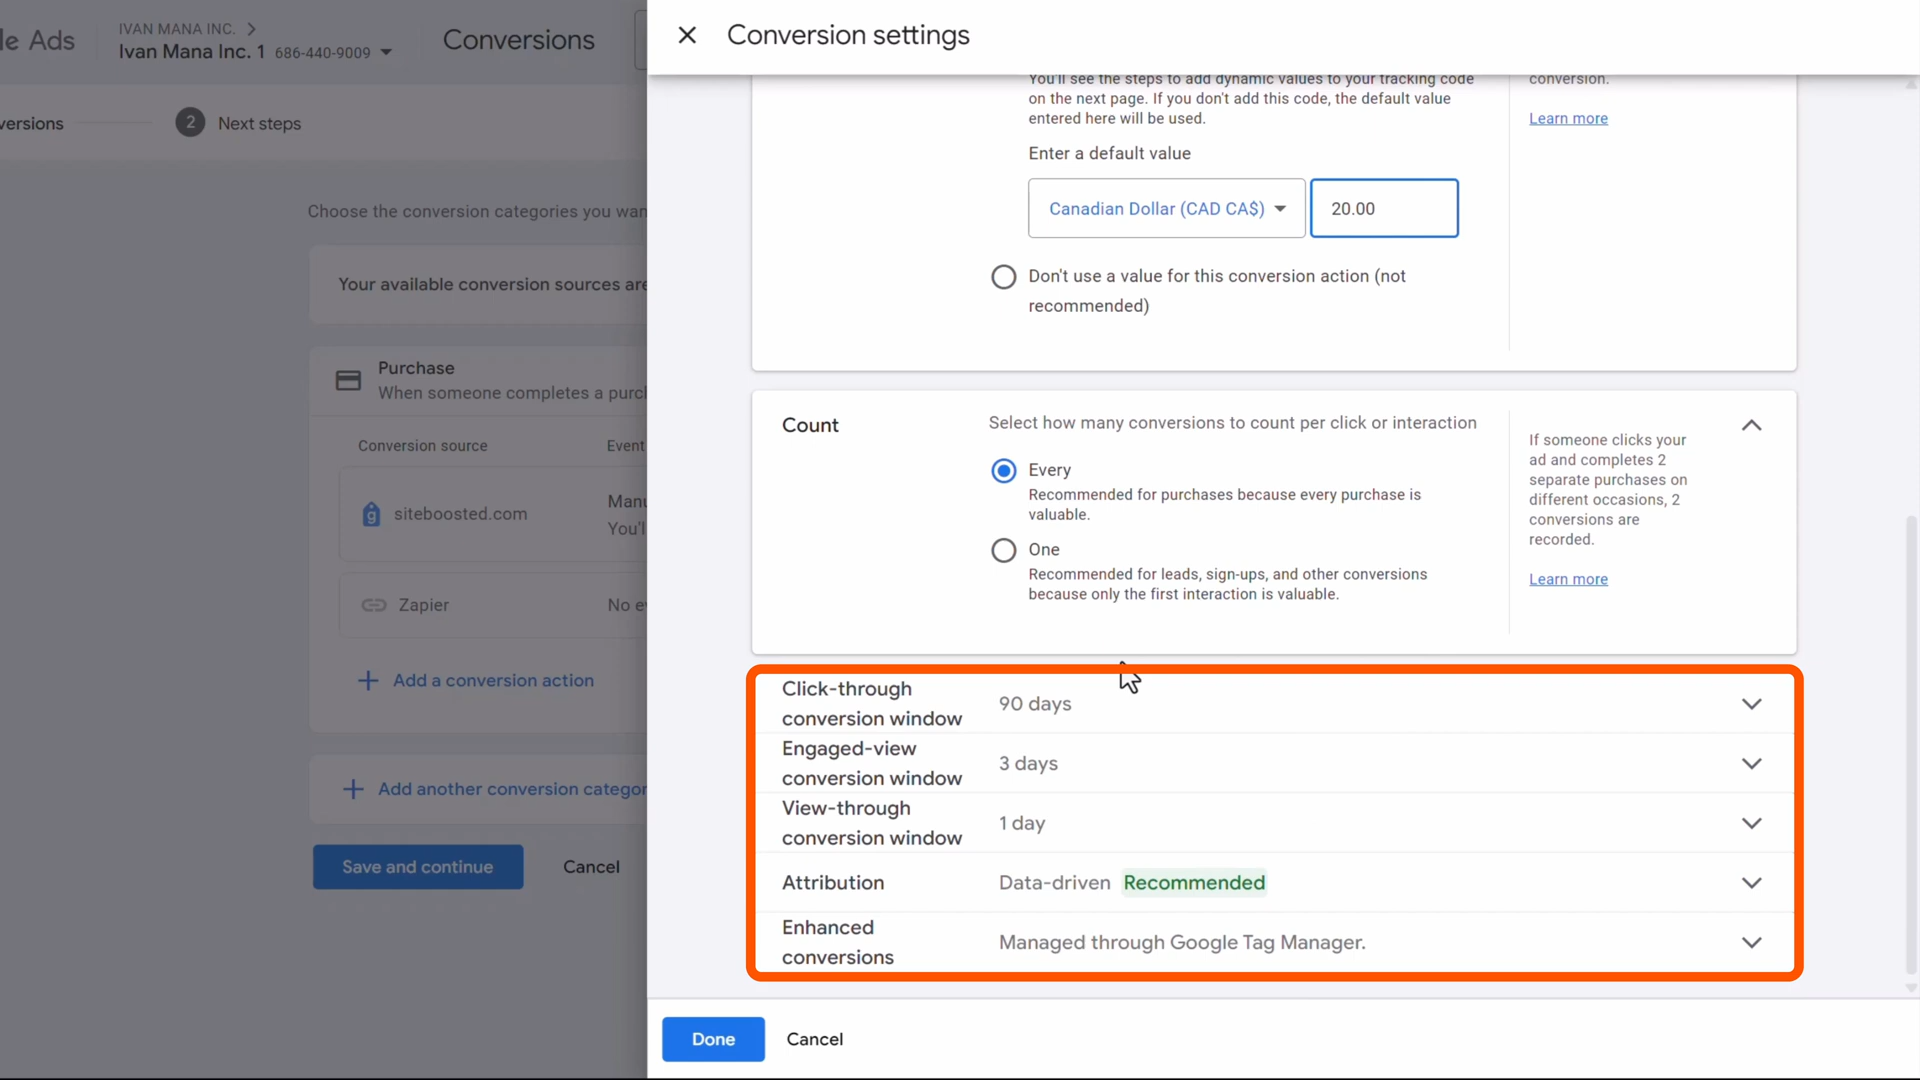 le Ads
IVAN MANA INC.
Ivan Mana Inc. 1 686-440-9009
Conversions
versions
2 Next steps
Choose the conversion categories you wan
Your available conversion sources are
Purchase
When someone completes a purch
Conversion source Event
siteboosted.com
Manu
You'l
Zapier No ev
Add a conversion action
Add another conversion categor
Save and continue Cancel
Conversion settings
You'll see the steps to add dynamic values to your tracking code
on the next page. If you don't add this code, the default value
entered here will be used.
conversion.
Learn more
Enter a default value
Canadian Dollar (CAD CA$) 20.00
Don't use a value for this conversion action (not
recommended)
Count
Select how many conversions to count per click or interaction
Every
Recommended for purchases because every purchase is
valuable.
One
Recommended for leads, sign-ups, and other conversions
because only the first interaction is valuable.
If someone clicks your
ad and completes 2
separate purchases on
different occasions, 2
conversions are
recorded.
Learn more
Click-through
conversion window
90 days
Engaged-view
conversion window
3 days
View-through
conversion window
1 day
Attribution Data-driven Recommended
Enhanced
conversions
Managed through Google Tag Manager.
Done Cancel